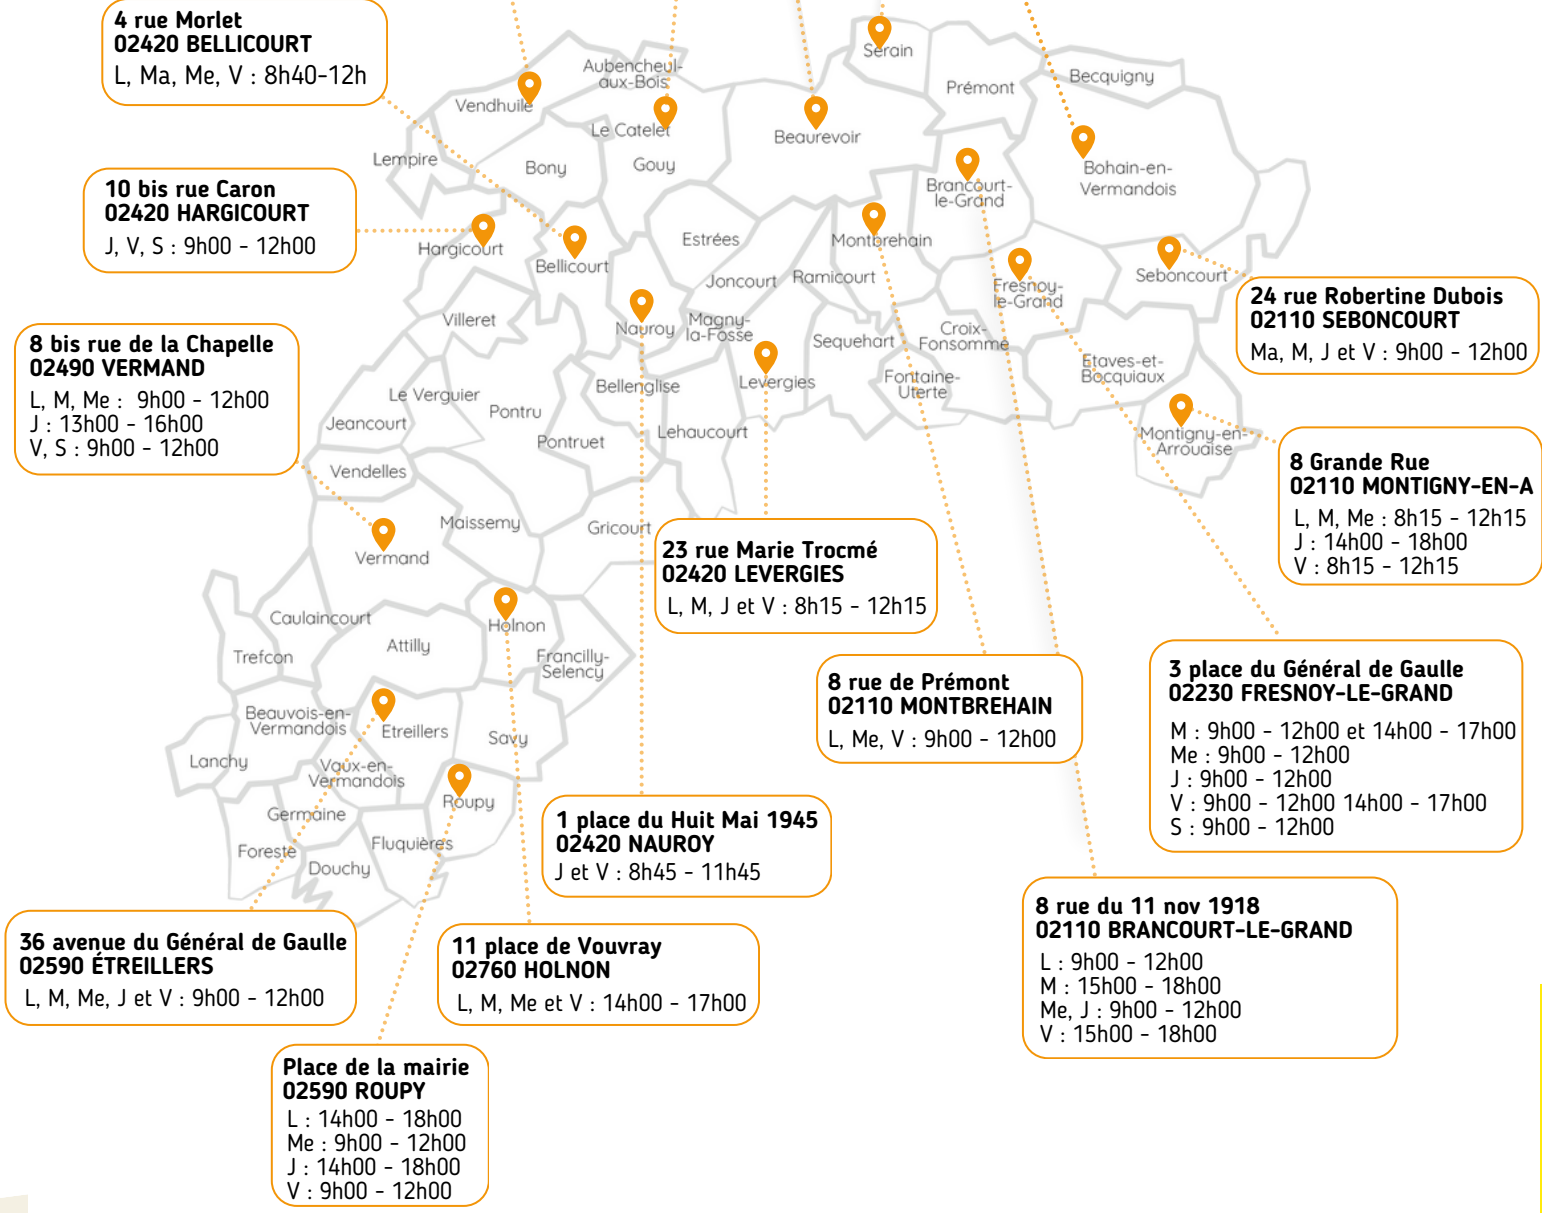 4 rue Morlet
02420 BELLICOURT
L, Ma, Me, V : 8h40-12h
10 bis rue Caron
02420 HARGICOURT
J, V, S : 9h00 - 12h00
8 bis rue de la Chapelle
02490 VERMAND
L, M, Me : 9h00 - 12h00
J : 13h00 - 16h00
V, S : 9h00 - 12h00
24 rue Robertine Dubois
02110 SEBONCOURT
Ma, M, J et V : 9h00 - 12h00
8 Grande Rue
02110 MONTIGNY-EN-A
L, M, Me : 8h15 - 12h15
J : 14h00 - 18h00
V : 8h15 - 12h15
23 rue Marie Trocmé
02420 LEVERGIES
L, M, J et V : 8h15 - 12h15
8 rue de Prémont
02110 MONTBREHAIN
L, Me, V : 9h00 - 12h00
3 place du Général de Gaulle
02230 FRESNOY-LE-GRAND
M : 9h00 - 12h00 et 14h00 - 17h00
Me : 9h00 - 12h00
J : 9h00 - 12h00
V : 9h00 - 12h00 14h00 - 17h00
S : 9h00 - 12h00
1 place du Huit Mai 1945
02420 NAUROY
J et V : 8h45 - 11h45
8 rue du 11 nov 1918
02110 BRANCOURT-LE-GRAND
L : 9h00 - 12h00
M : 15h00 - 18h00
Me, J : 9h00 - 12h00
V : 15h00 - 18h00
36 avenue du Général de Gaulle
02590 ÉTREILLERS
L, M, Me, J et V : 9h00 - 12h00
11 place de Vouvray
02760 HOLNON
L, M, Me et V : 14h00 - 17h00
Place de la mairie
02590 ROUPY
L : 14h00 - 18h00
Me : 9h00 - 12h00
J : 14h00 - 18h00
V : 9h00 - 12h00
Serain
Aubencheul-
aux-Bois
Becquigny
Prémont
Vendhuile
Le Catelet
Beaurevoir
Lempire
Bony
Gouy
Bohain-en-
Vermandois
Brancourt-
le-Grand
Hargicourt
Bellicourt
Estrées
Montbrehain
Joncourt
Ramicourt
Seboncourt
Fresnoy-
le-Grand
Villeret
Nauroy
Magny-
la-Fosse
Sequehart
Croix-
Fonsommé
Etaves-et-
Bocquiaux
Le Verguier
Bellenglise
Levergies
Fontaine-
Uterte
Jeancourt
Pontru
Pontruet
Lehaucourt
Montigny-en-
Arrouaise
Vendelles
Maissemy
Gricourt
Vermand
Caulaincourt
Holnon
Attilly
Trefcon
Francilly-
Selency
Beauvois-en-
Vermandois
Etreillers
Savy
Lanchy
Vaux-en-
Vermandois
Roupy
Germaine
Foreste
Fluquières
Douchy